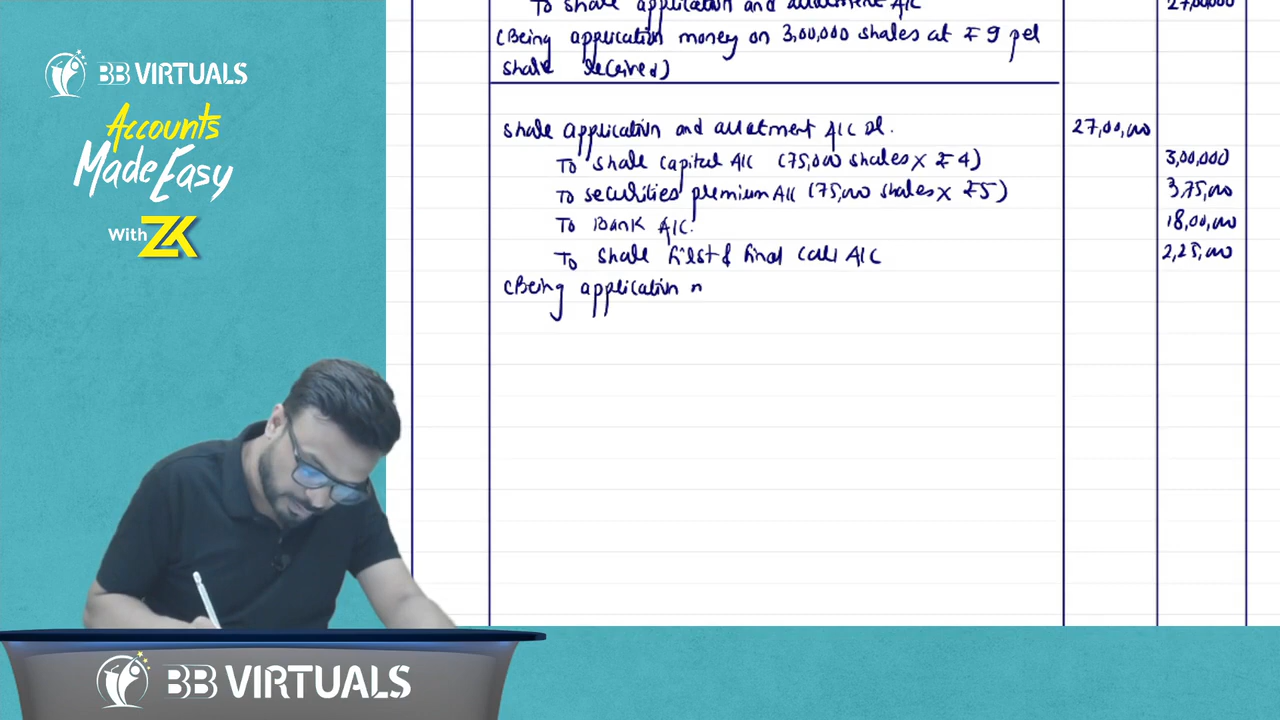 BB VIRTUALS
Accounts
Made Easy
With ZK
To share application and allotment A/C 27,00,000
(Being application money on 3,00,000 shares at ₹ 9 per
share received)
Share application and allotment A/C Dr. 27,00,000
To share capital A/C (75,000 shares × ₹4) 3,00,000
To securities premium A/C (75,000 shares × ₹5) 3,75,000
To Bank A/C. 18,00,000
To share first & final call A/C 2,25,000
(Being application
BB VIRTUALS